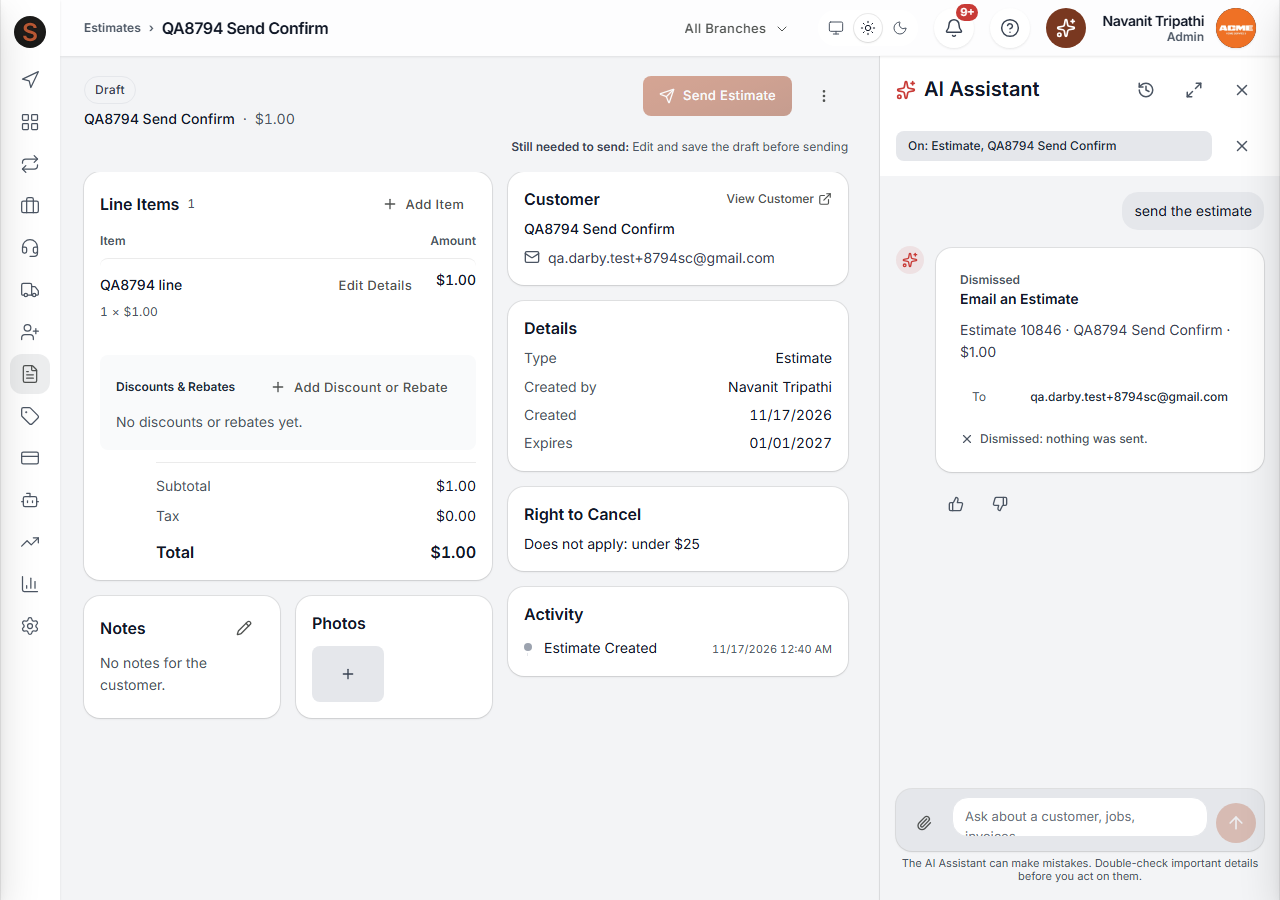 S
Estimates › QA8794 Send Confirm
All Branches
9+
Navanit Tripathi
Admin
ACME
Draft
QA8794 Send Confirm · $1.00
Send Estimate
Still needed to send: Edit and save the draft before sending
Line Items 1
Add Item
Item Amount
QA8794 line Edit Details $1.00
1 × $1.00
Discounts & Rebates Add Discount or Rebate
No discounts or rebates yet.
Subtotal $1.00
Tax $0.00
Total $1.00
Notes
No notes for the
customer.
Photos
Customer View Customer
QA8794 Send Confirm
qa.darby.test+8794sc@gmail.com
Details
Type Estimate
Created by Navanit Tripathi
Created 11/17/2026
Expires 01/01/2027
Right to Cancel
Does not apply: under $25
Activity
Estimate Created 11/17/2026 12:40 AM
AI Assistant
On: Estimate, QA8794 Send Confirm
send the estimate
Dismissed
Email an Estimate
Estimate 10846 · QA8794 Send Confirm ·
$1.00
To qa.darby.test+8794sc@gmail.com
Dismissed: nothing was sent.
Ask about a customer, jobs,
invoices
The AI Assistant can make mistakes. Double-check important details
before you act on them.